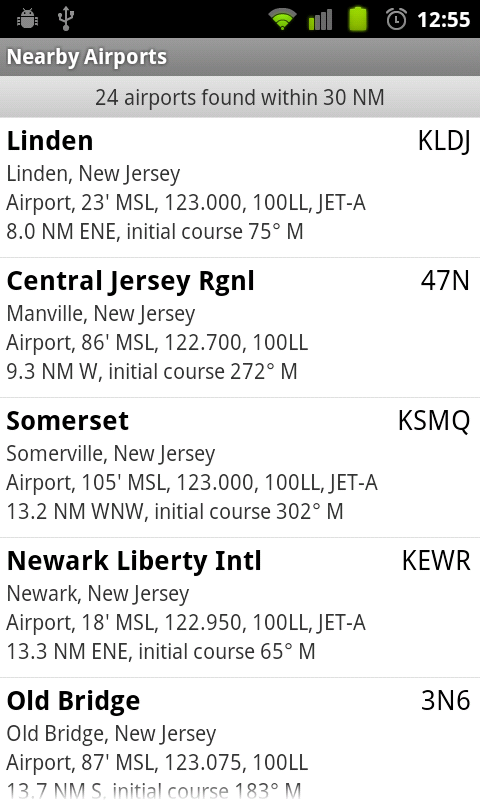 12:55
Nearby Airports
24 airports found within 30 NM
Linden KLDJ
Linden, New Jersey
Airport, 23' MSL, 123.000, 100LL, JET-A
8.0 NM ENE, initial course 75° M
Central Jersey Rgnl 47N
Manville, New Jersey
Airport, 86' MSL, 122.700, 100LL
9.3 NM W, initial course 272° M
Somerset KSMQ
Somerville, New Jersey
Airport, 105' MSL, 123.000, 100LL, JET-A
13.2 NM WNW, initial course 302° M
Newark Liberty Intl KEWR
Newark, New Jersey
Airport, 18' MSL, 122.950, 100LL, JET-A
13.3 NM ENE, initial course 65° M
Old Bridge 3N6
Old Bridge, New Jersey
Airport, 87' MSL, 123.075, 100LL
13.7 NM S, initial course 183° M